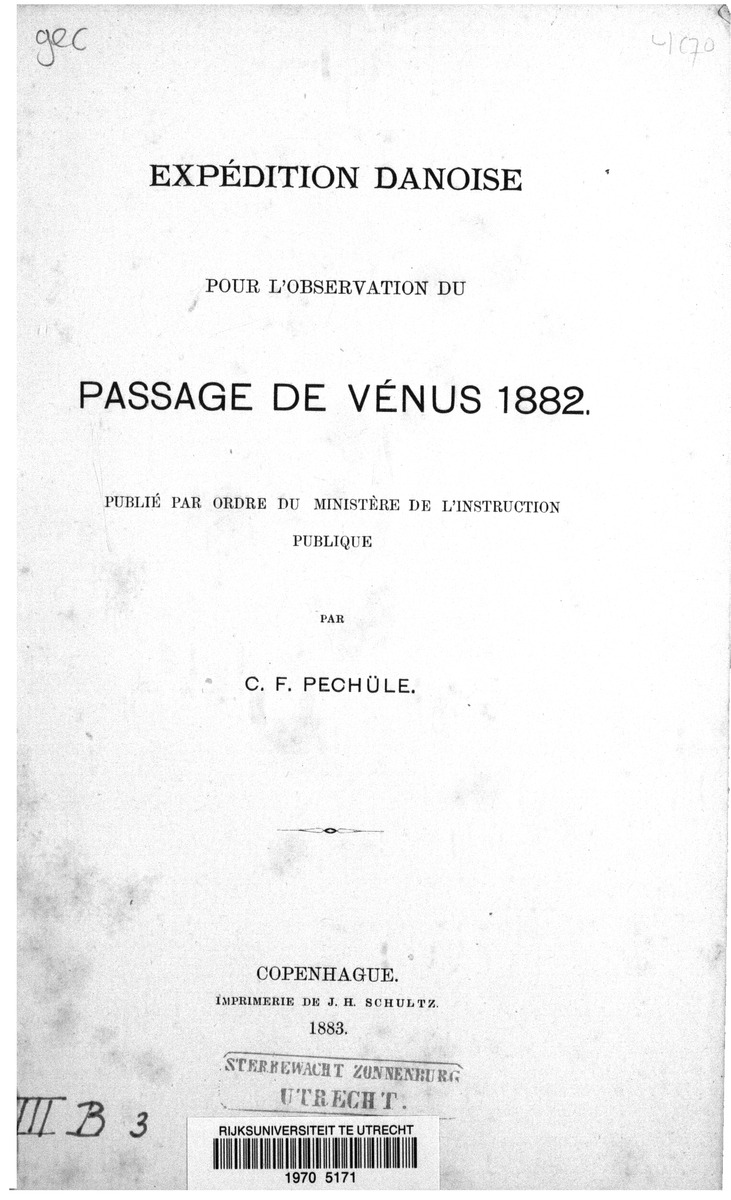 gec
EXPÉDITION DANOISE
POUR L'OBSERVATION DU
PASSAGE DE VÉNUS 1882.
PUBLIÉ PAR ORDRE DU MINISTÈRE DE L'INSTRUCTION
PUBLIQUE
PAR
C. F. PECHÜLE.
COPENHAGUE.
IMPRIMERIE DE J. H. SCHULTZ.
1883.
STERREWACHT ZONNENBURG
UTRECHT.
III B 3
RIJKSUNIVERSITEIT TE UTRECHT
1970 5171